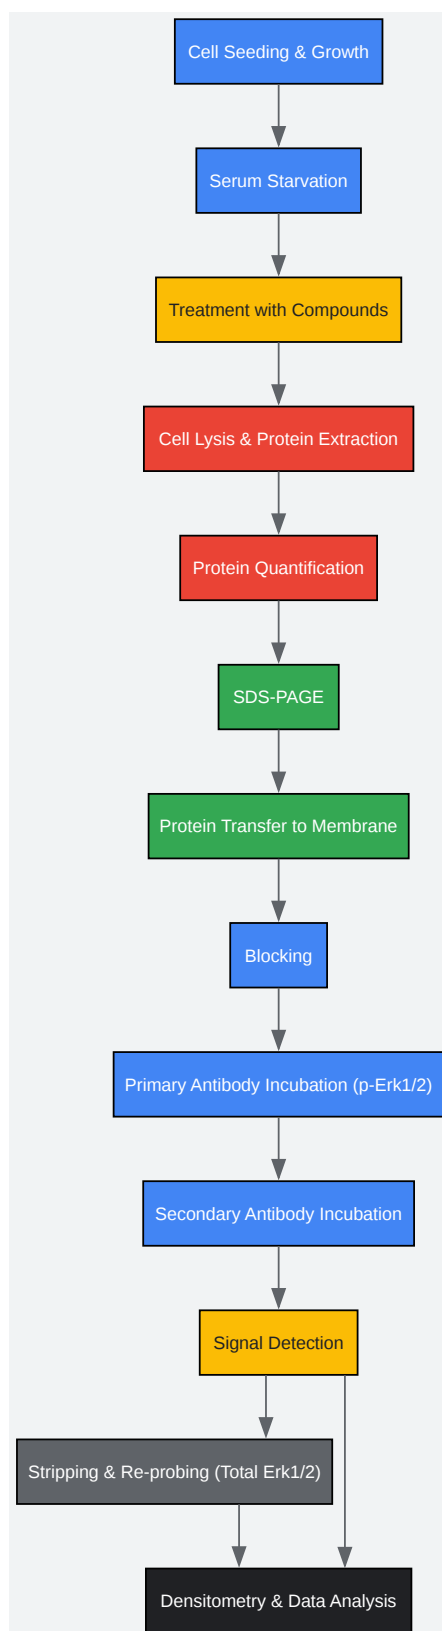 Cell Seeding & Growth
Serum Starvation
Treatment with Compounds
Cell Lysis & Protein Extraction
Protein Quantification
SDS-PAGE
Protein Transfer to Membrane
Blocking
Primary Antibody Incubation (p-Erk1/2)
Secondary Antibody Incubation
Signal Detection
Stripping & Re-probing (Total Erk1/2)
Densitometry & Data Analysis